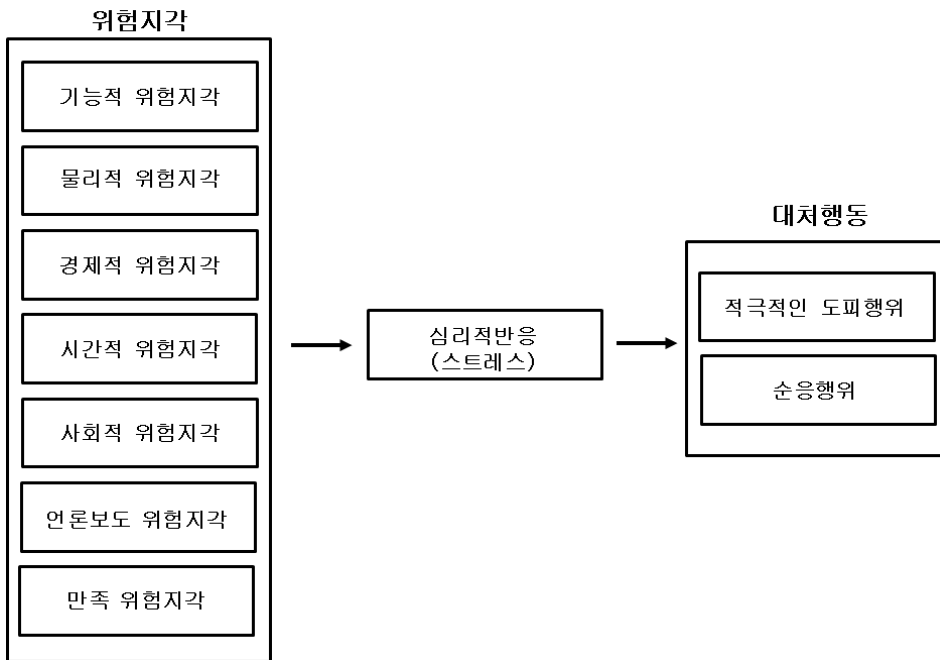 위험지각
기능적 위험지각
물리적 위험지각
경제적 위험지각
시간적 위험지각
사회적 위험지각
언론보도 위험지각
만족 위험지각
심리적반응
(스트레스)
대처행동
적극적인 도피행위
순응행위